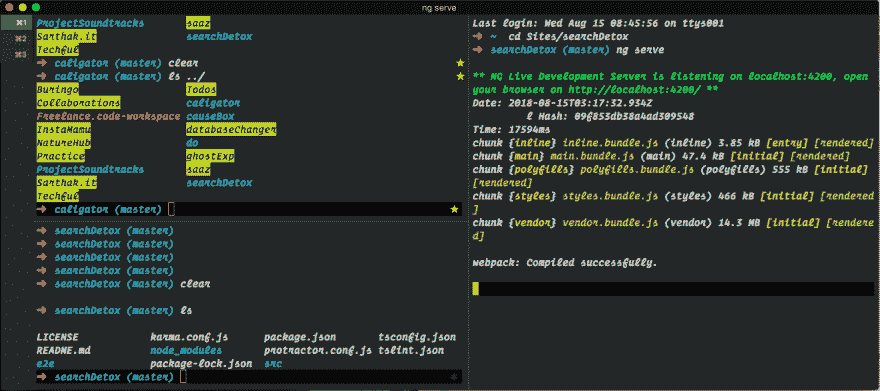 ng serve
⌘1
⌘2
⌘3
ProjectSoundtracks saaz
Sarthak.it searchDetox
Techful
➜ caligator (master) clear
➜ caligator (master) ls ../
Buringo Todos
Collaborations caligator
Freelance.code-workspace causeBox
InstaMamu databaseChanger
NatureHub do
Practice ghostExp
ProjectSoundtracks saaz
Sarthak.it searchDetox
Techful
➜ caligator (master)
➜ searchDetox (master)
➜ searchDetox (master)
➜ searchDetox (master)
➜ searchDetox (master)
➜ searchDetox (master) clear
➜ searchDetox (master) ls
LICENSE karma.conf.js package.json tsconfig.json
README.md node_modules protractor.conf.js tslint.json
e2e package-lock.json src
➜ searchDetox (master)
Last login: Wed Aug 15 08:45:56 on ttys001
➜ ~ cd Sites/searchDetox
➜ searchDetox (master) ng serve
** NG Live Development Server is listening on localhost:4200, open
your browser on http://localhost:4200/ **
Date: 2018-08-15T03:17:32.934Z
Hash: 09f853db38a4ad309548
Time: 17594ms
chunk {inline} inline.bundle.js (inline) 3.85 kB [entry] [rendered]
chunk {main} main.bundle.js (main) 47.4 kB [initial] [rendered]
chunk {polyfills} polyfills.bundle.js (polyfills) 555 kB [initial]
[rendered]
chunk {styles} styles.bundle.js (styles) 466 kB [initial] [rendered
]
chunk {vendor} vendor.bundle.js (vendor) 14.3 MB [initial] [rendere
d]
webpack: Compiled successfully.